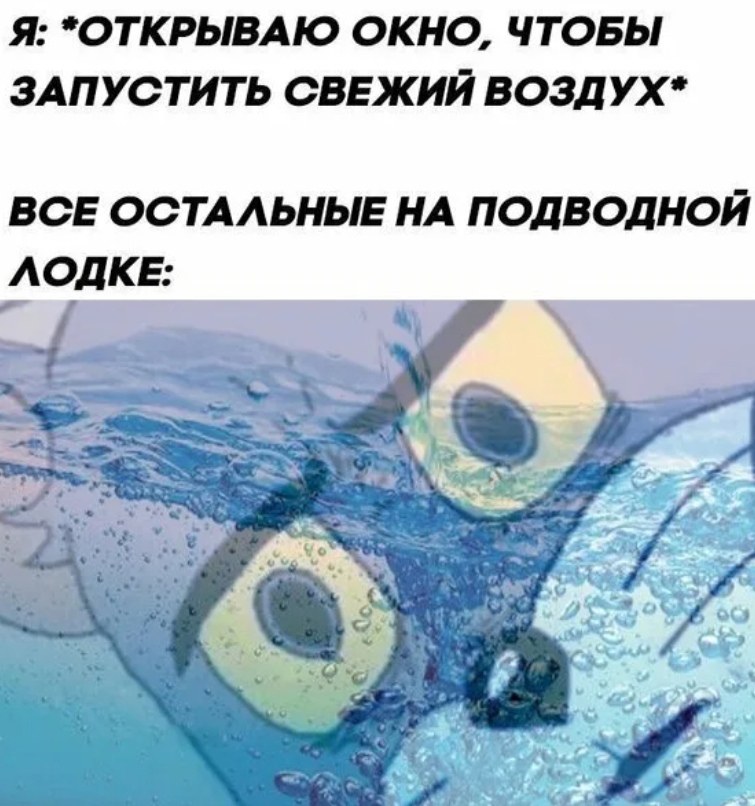 Я: *ОТКРЫВАЮ ОКНО, ЧТОБЫ
ЗАПУСТИТЬ СВЕЖИЙ ВОЗДУХ*
ВСЕ ОСТАЛЬНЫЕ НА ПОДВОДНОЙ
ЛОДКЕ: